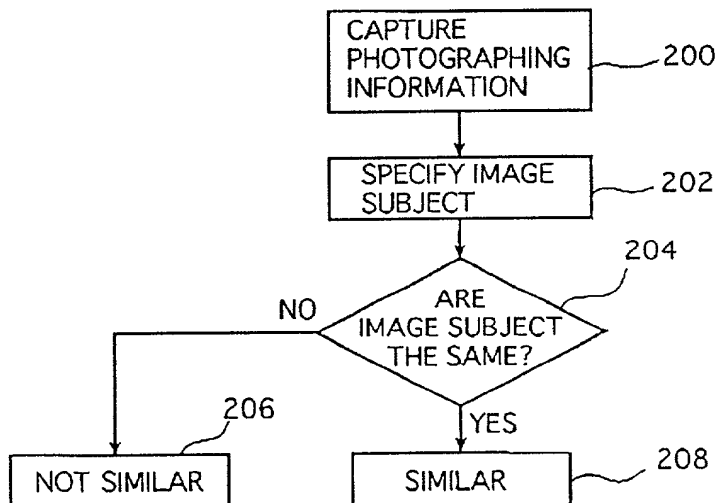 CAPTURE
PHOTOGRAPHING
INFORMATION
200
SPECIFY IMAGE
SUBJECT
202
204
ARE
IMAGE SUBJECT
THE SAME?
NO
YES
206
NOT SIMILAR
SIMILAR
208